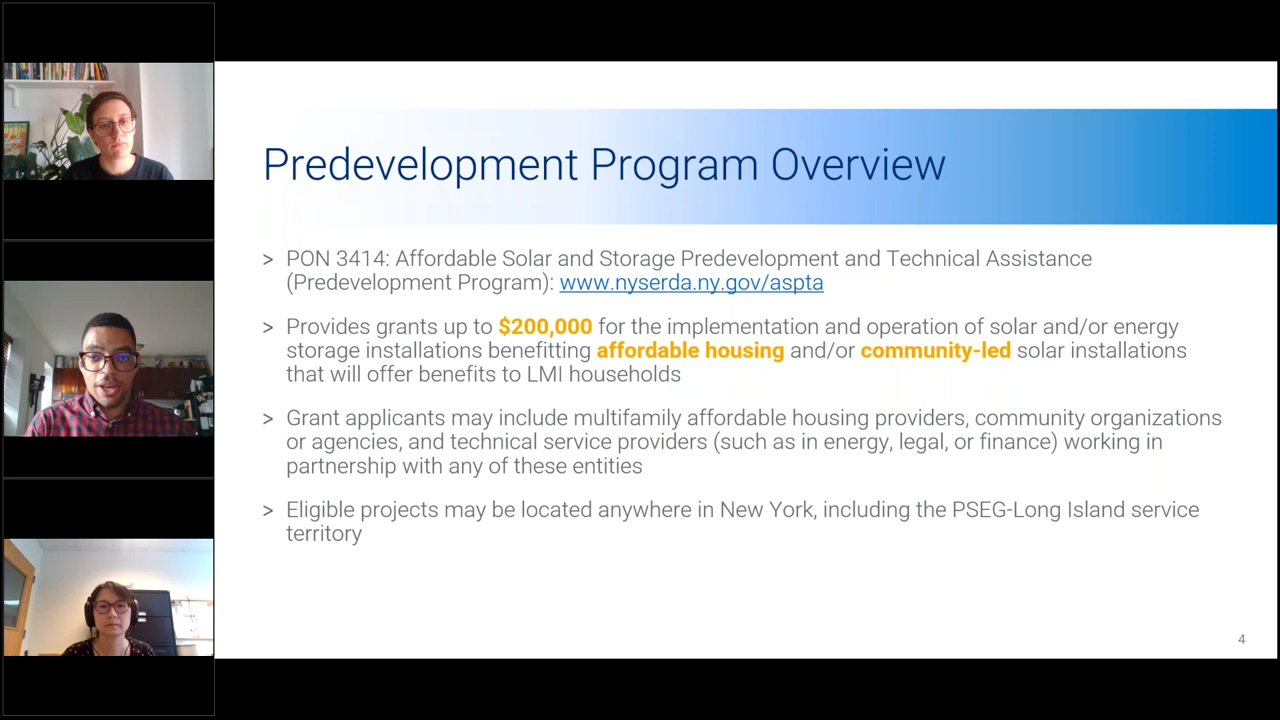 Predevelopment Program Overview
> PON 3414: Affordable Solar and Storage Predevelopment and Technical Assistance
(Predevelopment Program): www.nyserda.ny.gov/aspta
> Provides grants up to $200,000 for the implementation and operation of solar and/or energy
storage installations benefitting affordable housing and/or community-led solar installations
that will offer benefits to LMI households
> Grant applicants may include multifamily affordable housing providers, community organizations
or agencies, and technical service providers (such as in energy, legal, or finance) working in
partnership with any of these entities
> Eligible projects may be located anywhere in New York, including the PSEG-Long Island service
territory
4